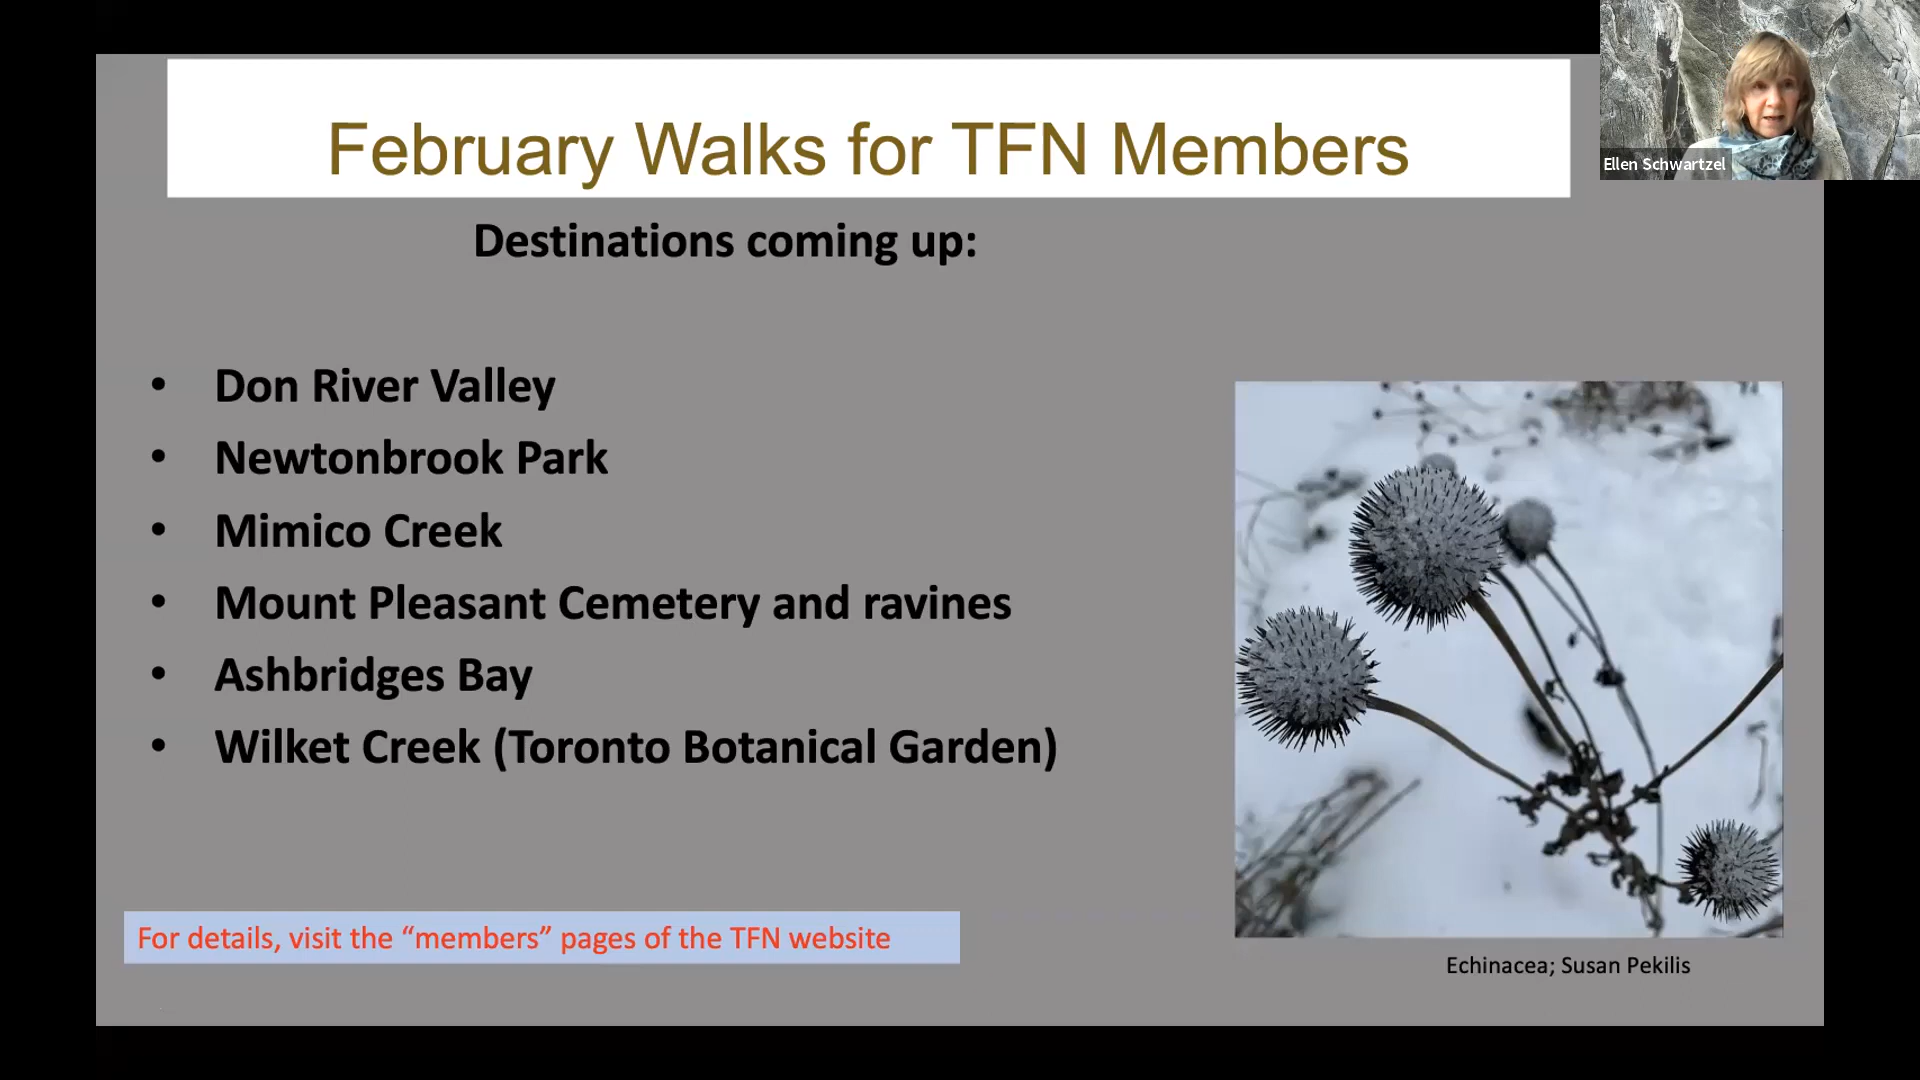 February Walks for TFN Members
Ellen Schwartzel
Destinations coming up:
• Don River Valley
• Newtonbrook Park
• Mimico Creek
• Mount Pleasant Cemetery and ravines
• Ashbridges Bay
• Wilket Creek (Toronto Botanical Garden)
For details, visit the “members” pages of the TFN website
Echinacea; Susan Pekilis